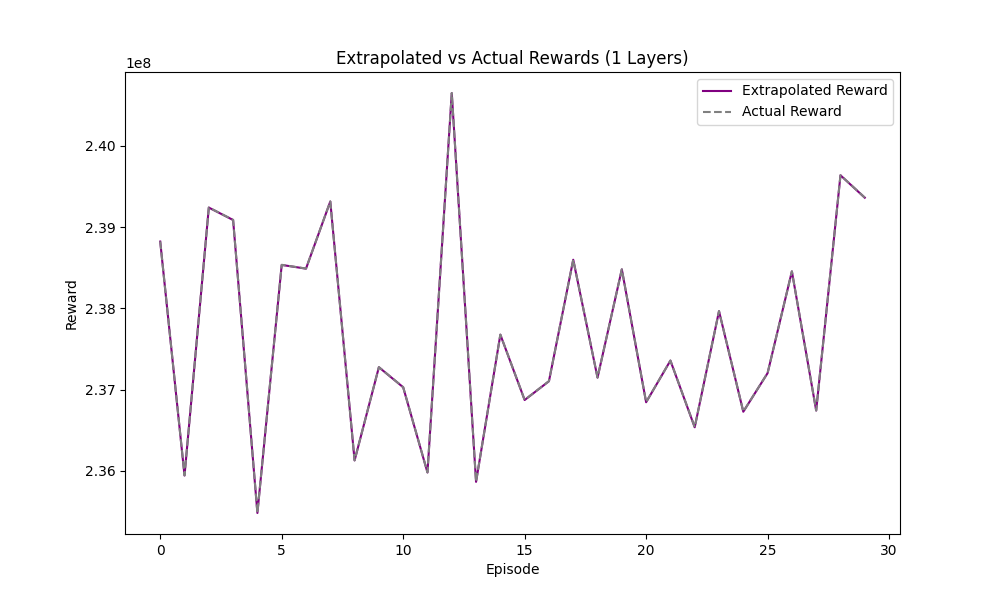 Extrapolated vs Actual Rewards (1 Layers)
1e8
Extrapolated Reward
Actual Reward
2.40
2.39
2.38
2.37
2.36
Reward
0 5 10 15 20 25 30
Episode